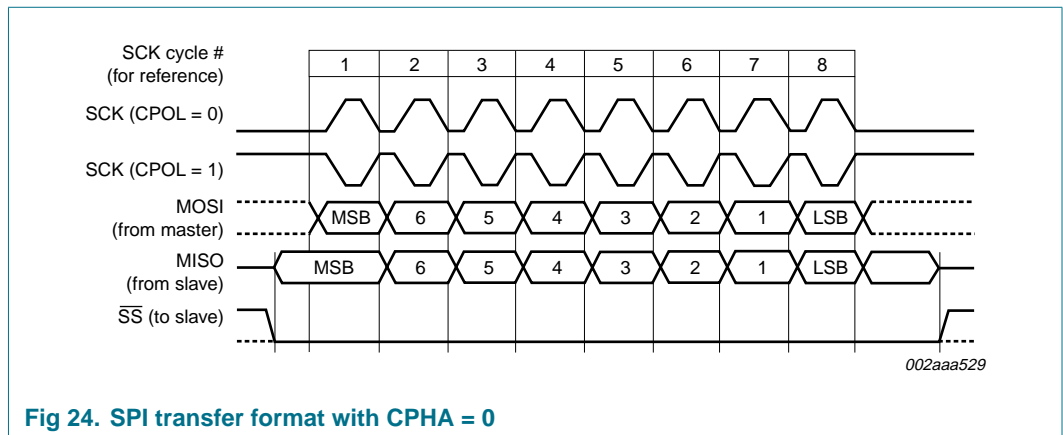 SCK cycle #
(for reference)
1 2 3 4 5 6 7 8
SCK (CPOL = 0)
SCK (CPOL = 1)
MOSI
(from master)
MSB 6 5 4 3 2 1 LSB
MISO
(from slave)
MSB 6 5 4 3 2 1 LSB
S̅S̅ (to slave)
002aaa529
Fig 24. SPI transfer format with CPHA = 0